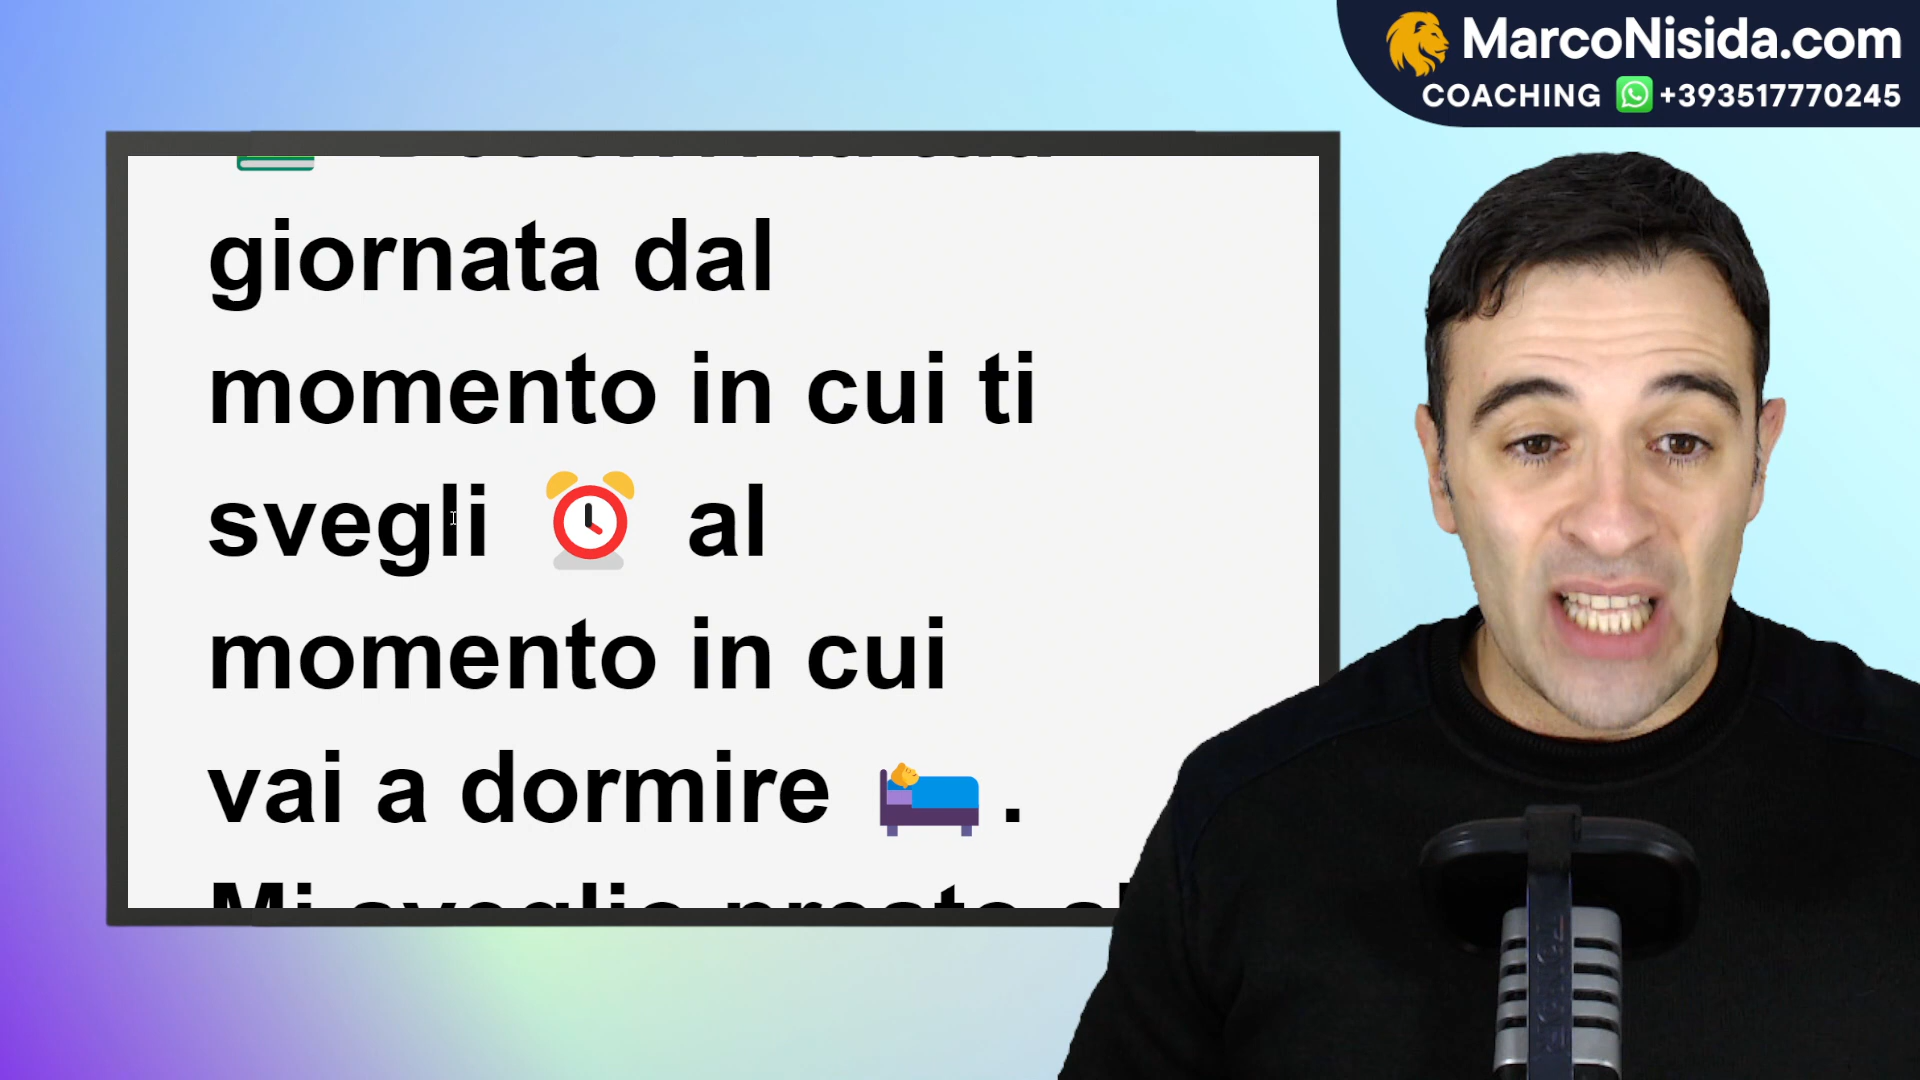 MarcoNisida.com
COACHING +393517770245
giornata dal
momento in cui ti
svegli al
momento in cui
vai a dormire .